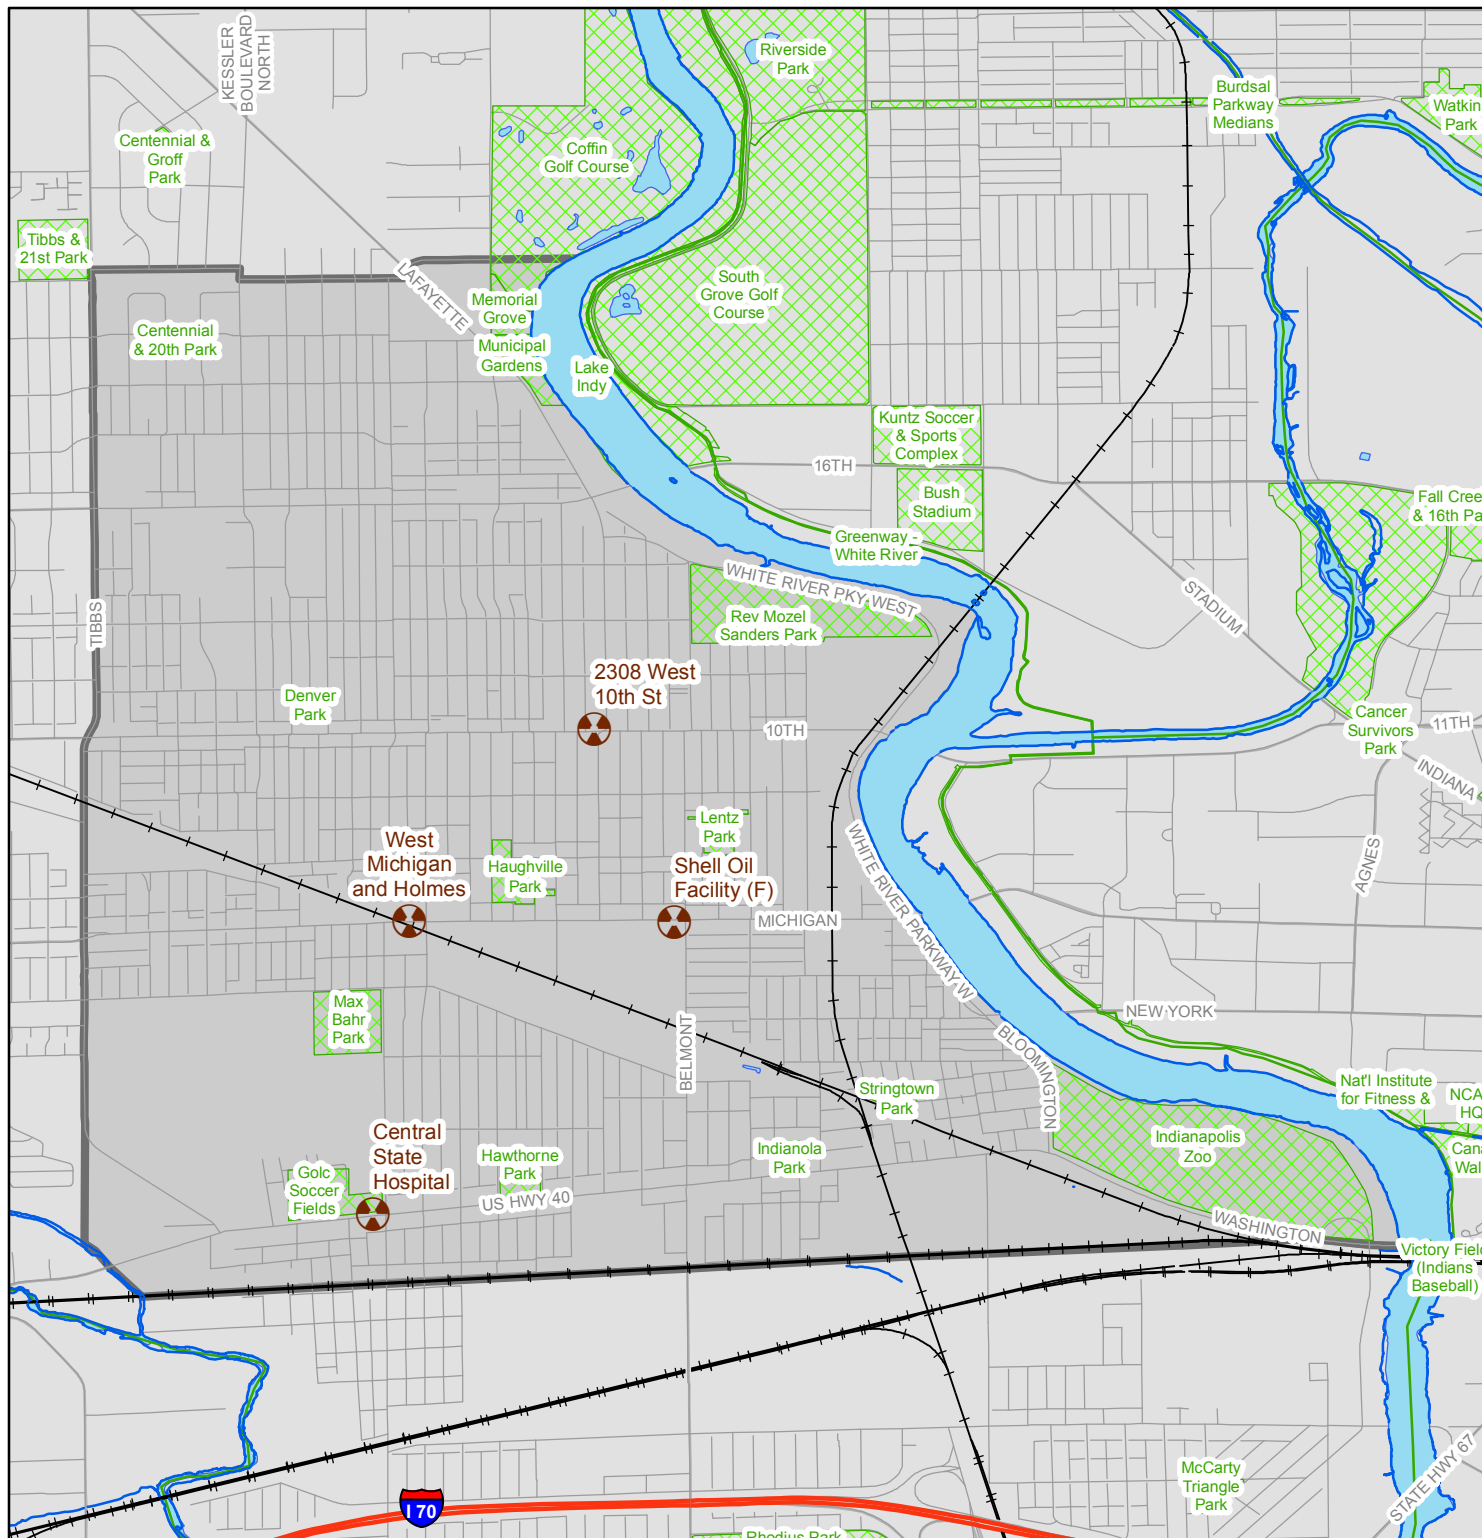 KESSLER
BOULEVARD
NORTH
Riverside
Park
Burdsal
Parkway
Medians
Watkin
Park
Centennial &
Groff
Park
Coffin
Golf Course
Tibbs &
21st Park
LAFAYETTE
Memorial
Grove
South
Grove Golf
Course
Centennial
& 20th Park
Municipal
Gardens
Lake
Indy
Kuntz Soccer
& Sports
Complex
16TH
Bush
Stadium
Fall Cree
& 16th Pa
Greenway -
White River
WHITE RIVER PKY WEST
STADIUM
TIBBS
Rev Mozel
Sanders Park
2308 West
10th St
Denver
Park
10TH
Cancer
Survivors
Park
11TH
INDIANA
Lentz
Park
West
Michigan
and Holmes
Haughville
Park
Shell Oil
Facility (F)
MICHIGAN
WHITE RIVER PARKWAY W
AGNES
Max
Bahr
Park
NEW YORK
BELMONT
BLOOMINGTON
Stringtown
Park
Nat'l Institute
for Fitness &
NCA
HQ
Central
State
Hospital
Hawthorne
Park
Indianola
Park
Indianapolis
Zoo
Cana
Wal
Golc
Soccer
Fields
US HWY 40
WASHINGTON
Victory Fiel
(Indians
Baseball)
McCarty
Triangle
Park
STATE HWY 67
I 70
Rhodius Park